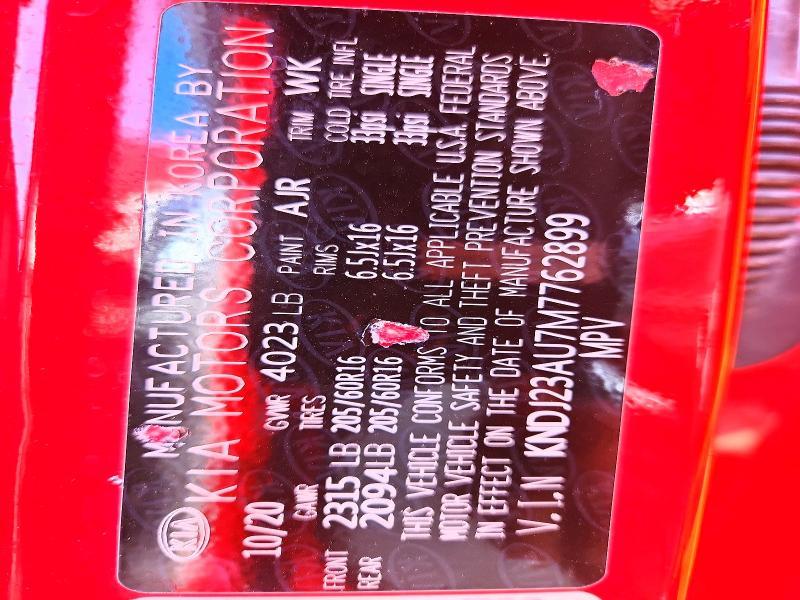 KIA MANUFACTURED IN KOREA BY
KIA MOTORS CORPORATION
10/20 GVWR 4023 LB PAINT AJR TRIM WK
GAWR TIRES RIMS COLD TIRE INFL
FRONT 2315 LB 205/60R16 6.5Jx16 33psi SINGLE
REAR 2094LB 205/60R16 6.5Jx16 33psi SINGLE
THIS VEHICLE CONFORMS TO ALL APPLICABLE U.S.A. FEDERAL
MOTOR VEHICLE SAFETY AND THEFT PREVENTION STANDARDS
IN EFFECT ON THE DATE OF MANUFACTURE SHOWN ABOVE.
V.I.N KNDJ23AU7M7762899
MPV